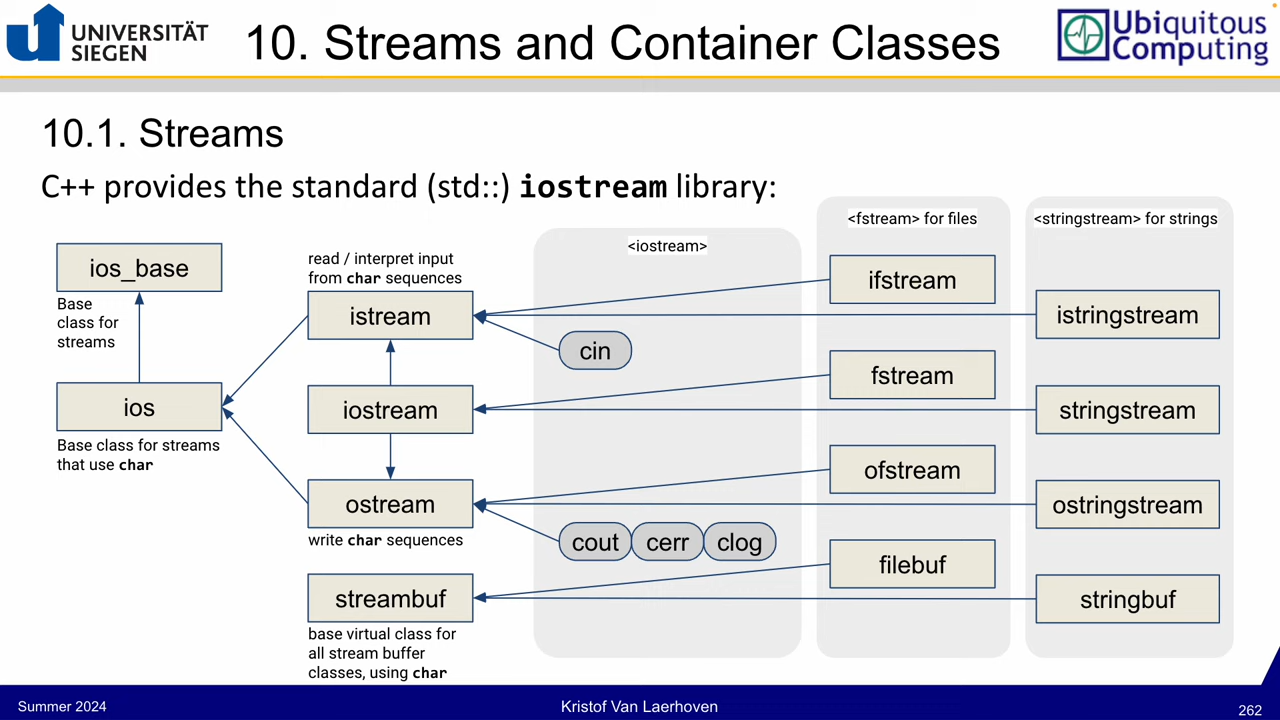 UNIVERSITÄT
SIEGEN
10. Streams and Container Classes
Ubiquitous
Computing
10.1. Streams
C++ provides the standard (std::) iostream library:
ios_base
Base
class for
streams
ios
Base class for streams
that use char
read / interpret input
from char sequences
istream
iostream
ostream
write char sequences
streambuf
base virtual class for
all stream buffer
classes, using char
<iostream>
cin
cout cerr clog
<fstream> for files
ifstream
fstream
ofstream
filebuf
<stringstream> for strings
istringstream
stringstream
ostringstream
stringbuf
Summer 2024
Kristof Van Laerhoven
262